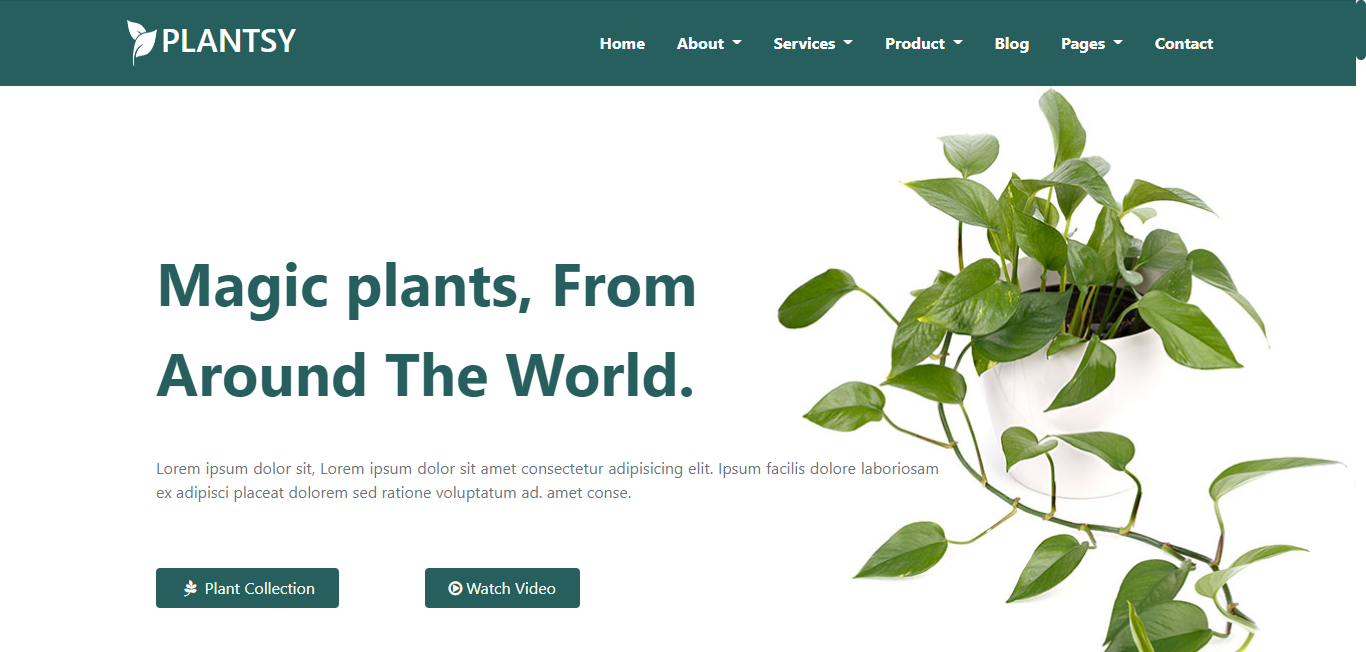 PLANTSY
Home About Services Product Blog Pages Contact
Magic plants, From
Around The World.
Lorem ipsum dolor sit, Lorem ipsum dolor sit amet consectetur adipisicing elit. Ipsum facilis dolore laboriosam
ex adipisci placeat dolorem sed ratione voluptatum ad. amet conse.
Plant Collection
Watch Video